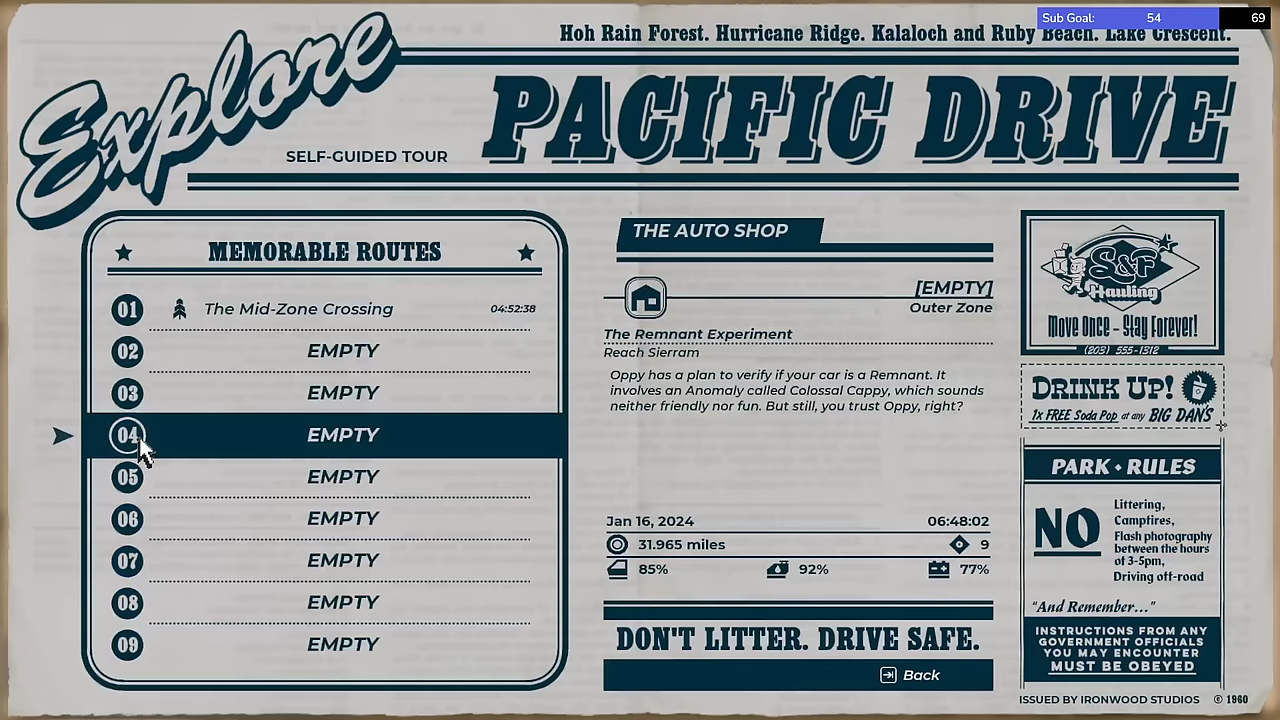 Sub Goal: 54 69
Hoh Rain Forest. Hurricane Ridge. Kalaloch and Ruby Beach. Lake Crescent.
Explore
PACIFIC DRIVE
SELF-GUIDED TOUR
MEMORABLE ROUTES
01 The Mid-Zone Crossing 04:52:38
02 EMPTY
03 EMPTY
04 EMPTY
05 EMPTY
06 EMPTY
07 EMPTY
08 EMPTY
09 EMPTY
THE AUTO SHOP
[EMPTY]
Outer Zone
The Remnant Experiment
Reach Sierram
Oppy has a plan to verify if your car is a Remnant. It
involves an Anomaly called Colossal Cappy, which sounds
neither friendly nor fun. But still, you trust Oppy, right?
Jan 16, 2024 06:48:02
31.965 miles 9
85% 92% 77%
DON'T LITTER. DRIVE SAFE.
Back
S&F
Hauling
Move Once - Stay Forever!
(203) 555-1312
DRINK UP!
1x FREE Soda Pop at any BIG DAN'S
PARK • RULES
NO
Littering,
Campfires,
Flash photography
between the hours
of 3-5pm,
Driving off-road
"And Remember..."
INSTRUCTIONS FROM ANY
GOVERNMENT OFFICIALS
YOU MAY ENCOUNTER
MUST BE OBEYED
ISSUED BY IRONWOOD STUDIOS © 1960